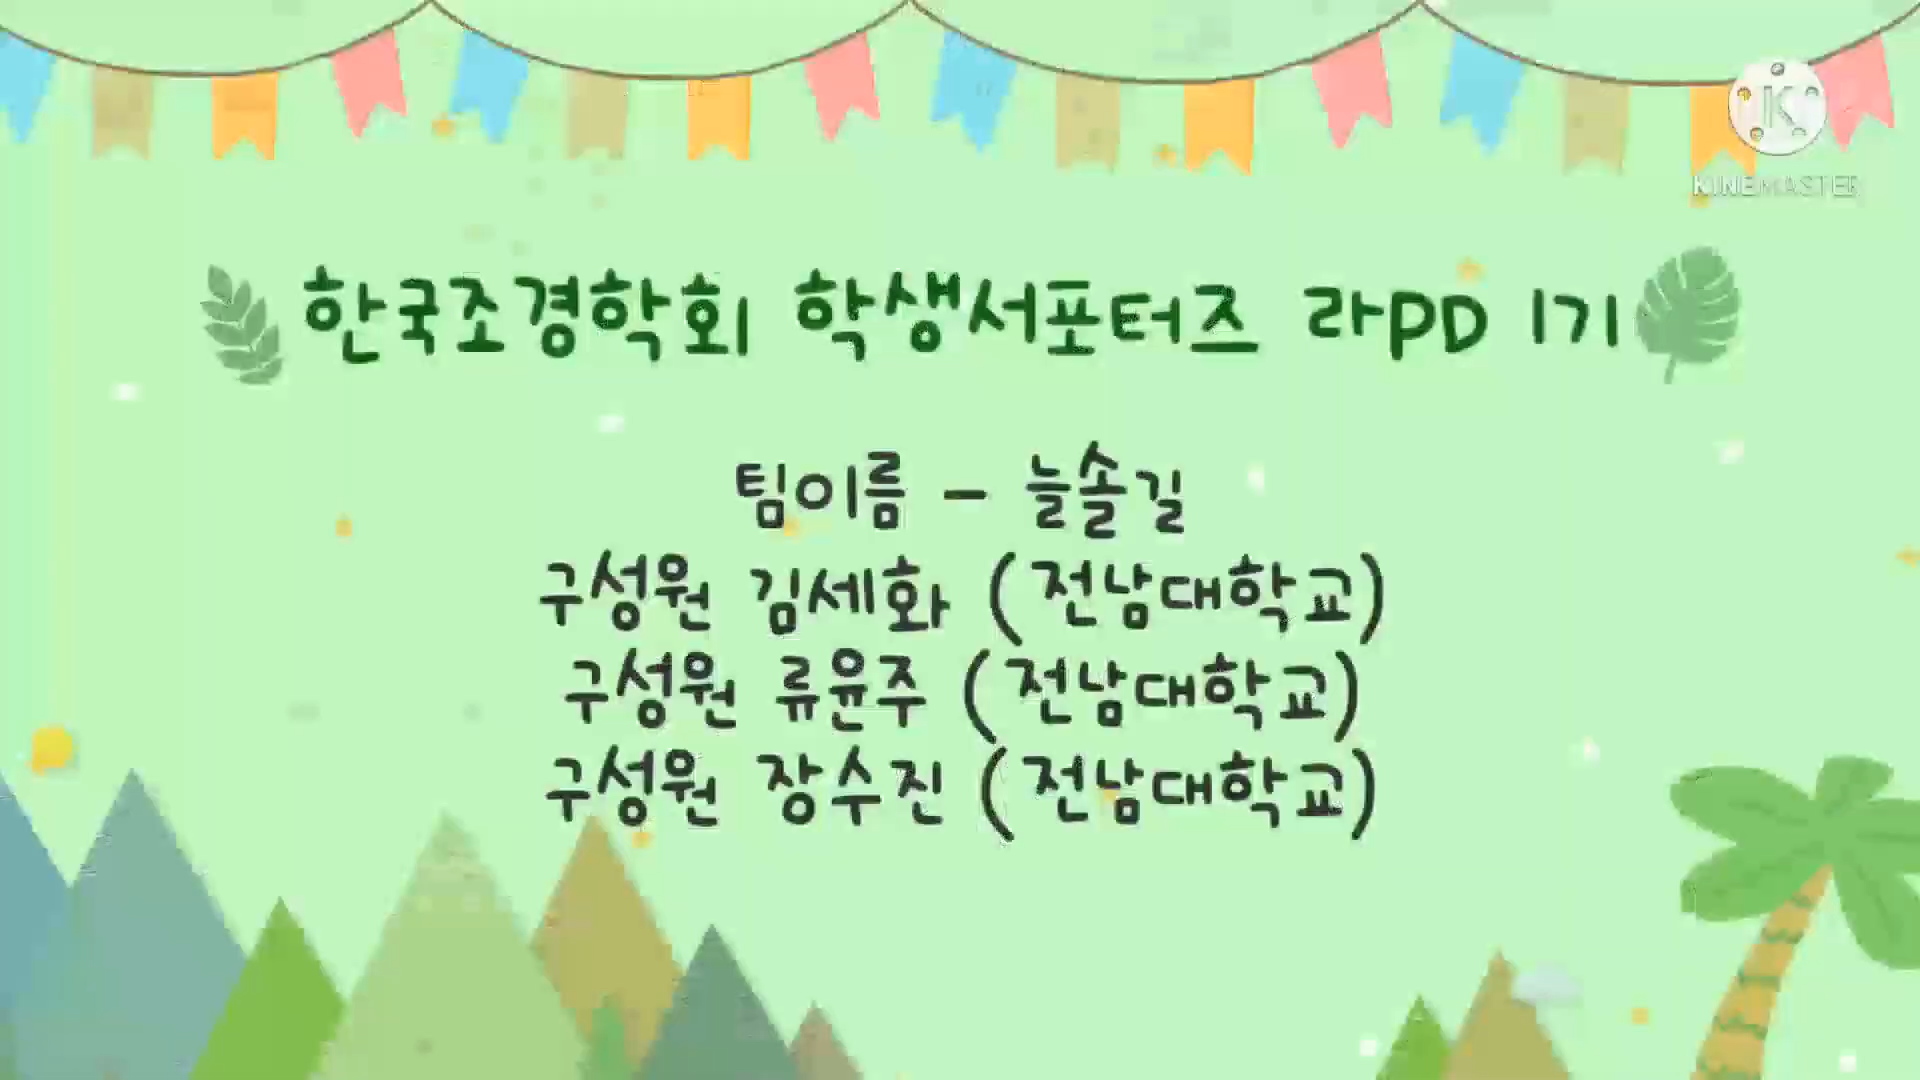 K
KINEMASTER
한국조경학회 학생서포터즈 라PD 1기
팀이름 - 늘솔길
구성원 김세화 (전남대학교)
구성원 류윤주 (전남대학교)
구성원 장수진 (전남대학교)